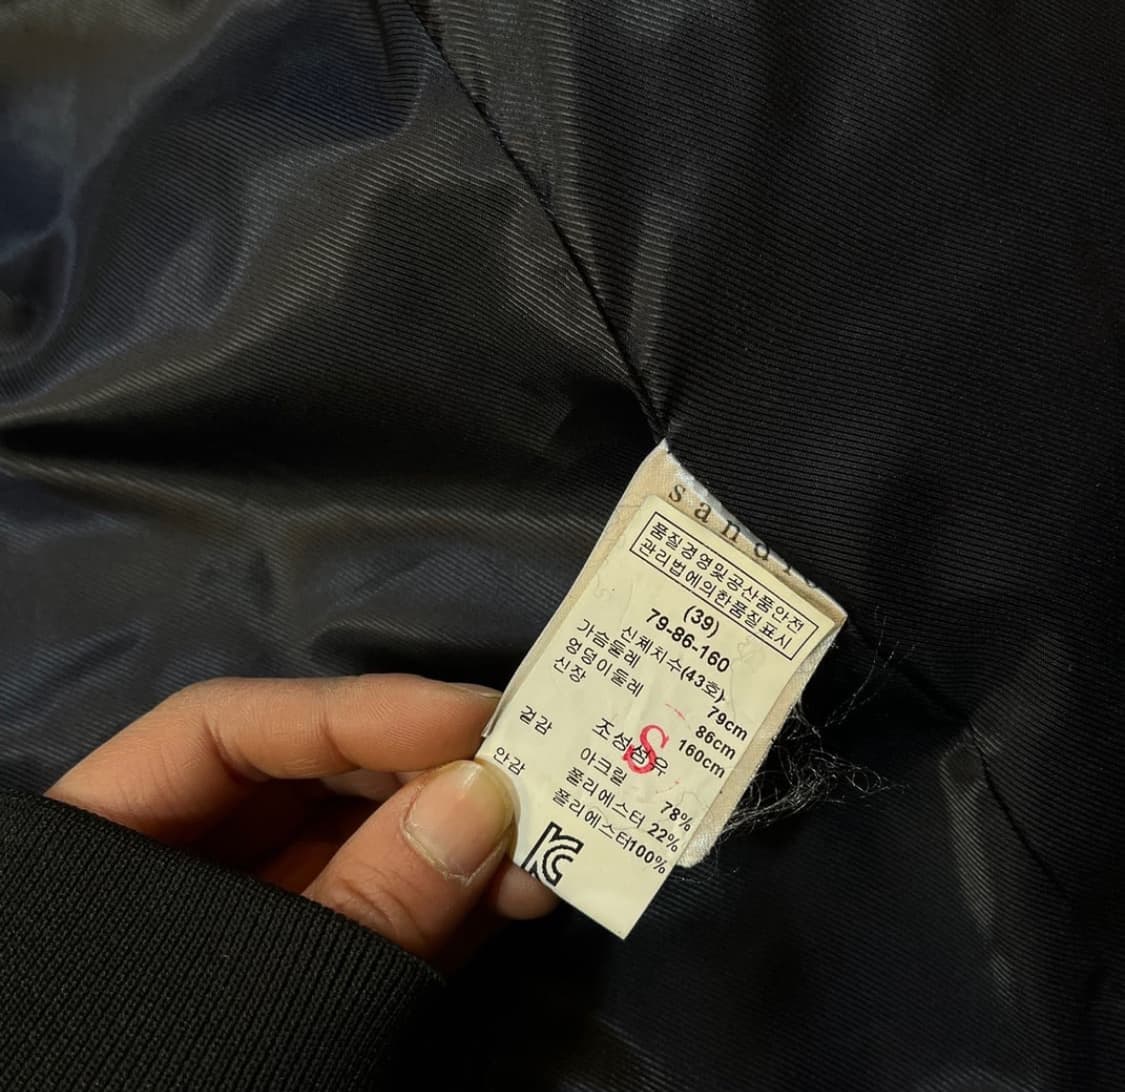 품질경영및공산품안전
관리법에의한품질표시
(39)
79-86-160
신체치수(43호)
가슴둘레 79cm
엉덩이둘레 86cm
신장 160cm
S
조성섬유
겉감 아크릴 78%
폴리에스터 22%
안감 폴리에스터100%